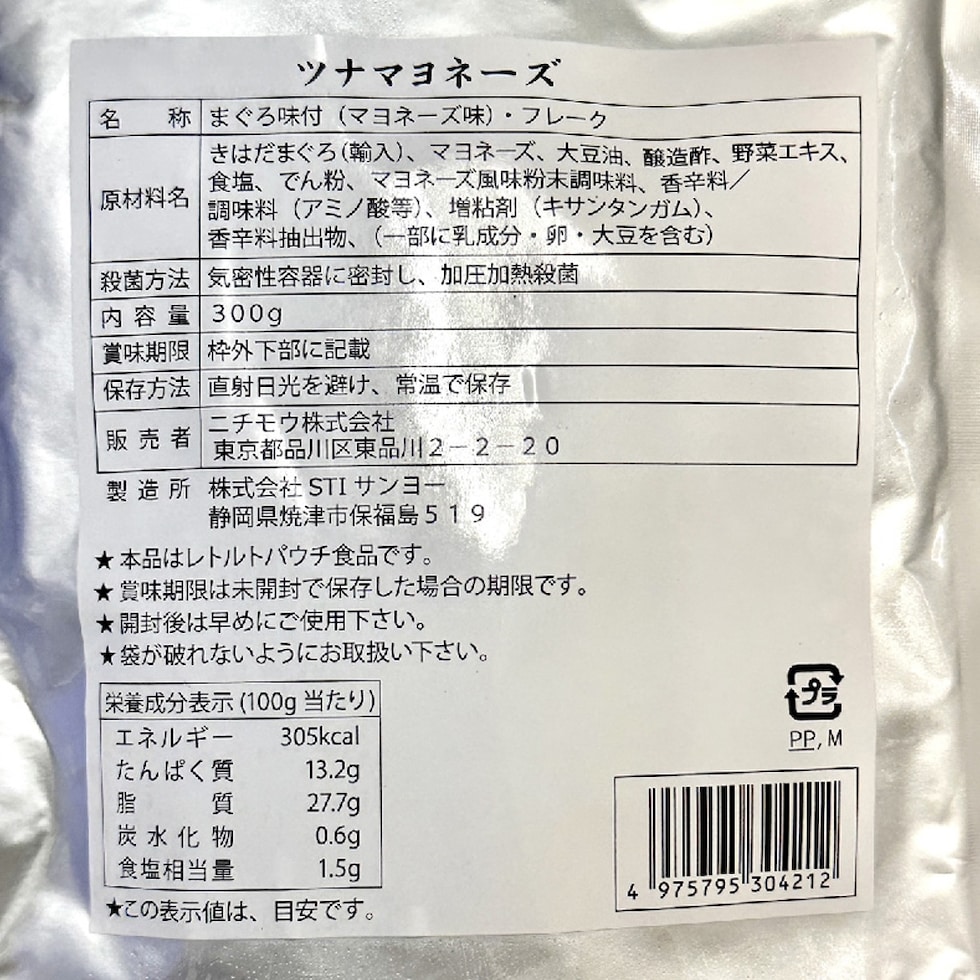 ツナマヨネーズ
名称 まぐろ味付（マヨネーズ味）・フレーク
原材料名 きはだまぐろ（輸入）、マヨネーズ、大豆油、醸造酢、野菜エキス、
食塩、でん粉、マヨネーズ風味粉末調味料、香辛料／
調味料（アミノ酸等）、増粘剤（キサンタンガム）、
香辛料抽出物、（一部に乳成分・卵・大豆を含む）
殺菌方法 気密性容器に密封し、加圧加熱殺菌
内容量 300g
賞味期限 枠外下部に記載
保存方法 直射日光を避け、常温で保存
販売者 ニチモウ株式会社
東京都品川区東品川２－２－２０
製造所 株式会社STIサンヨー
静岡県焼津市保福島５１９
★本品はレトルトパウチ食品です。
★賞味期限は未開封で保存した場合の期限です。
★開封後は早めにご使用下さい。
★袋が破れないようにお取扱い下さい。
栄養成分表示(100g当たり)
エネルギー 305kcal
たんぱく質 13.2g
脂質 27.7g
炭水化物 0.6g
食塩相当量 1.5g
★この表示値は、目安です。
プラ
PP, M
4 975795 304212